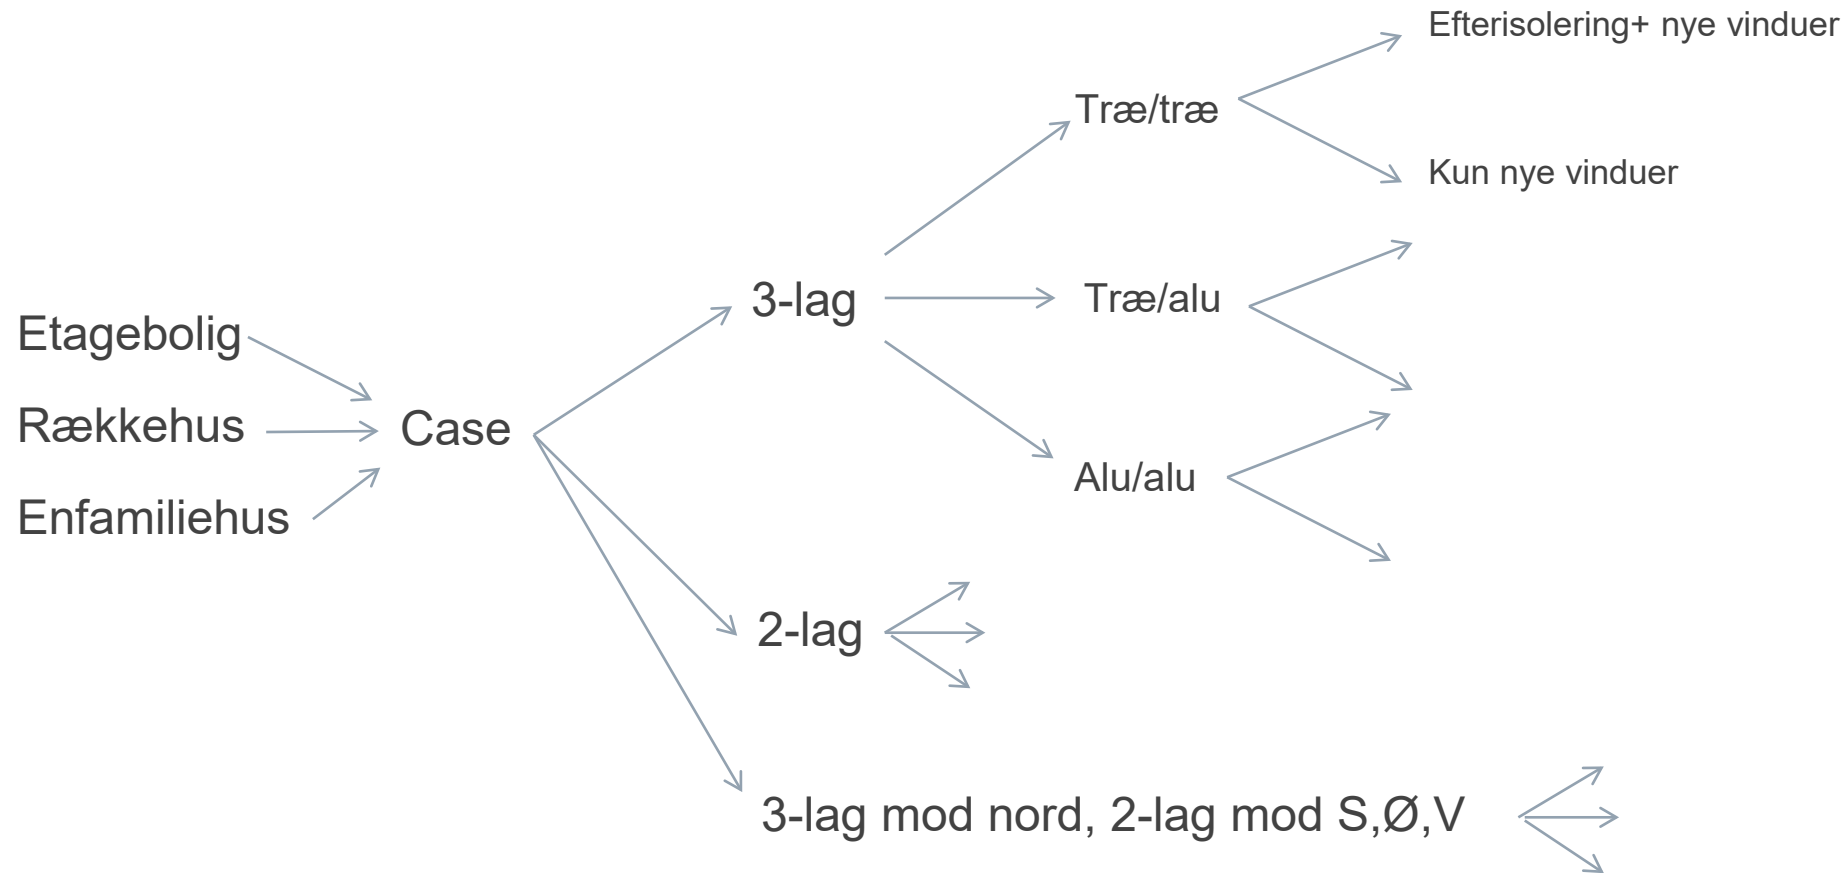 Efterisolering+ nye vinduer
Træ/træ
Kun nye vinduer
3-lag
Træ/alu
Etagebolig
Rækkehus
Case
Alu/alu
Enfamiliehus
2-lag
3-lag mod nord, 2-lag mod S,Ø,V